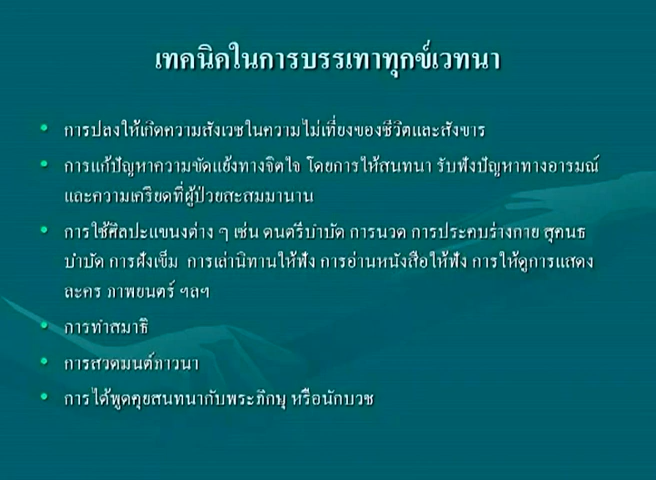 เทคนิคในการบรรเทาทุกข์เวทนา
• การปลงให้เกิดความสังเวชในความไม่เที่ยงของชีวิตและสังขาร
• การแก้ปัญหาความขัดแย้งทางจิตใจ โดยการให้สนทนา รับฟังปัญหาทางอารมณ์
และความเครียดที่ผู้ป่วยสะสมมานาน
• การใช้ศิลปะแขนงต่าง ๆ เช่น ดนตรีบำบัด การนวด การประคบร่างกาย สุคนธ
บำบัด การฝังเข็ม การเล่านิทานให้ฟัง การอ่านหนังสือให้ฟัง การให้ดูการแสดง
ละคร ภาพยนตร์ ฯลฯ
• การทำสมาธิ
• การสวดมนต์ภาวนา
• การได้พูดคุยสนทนากับพระภิกษุ หรือนักบวช